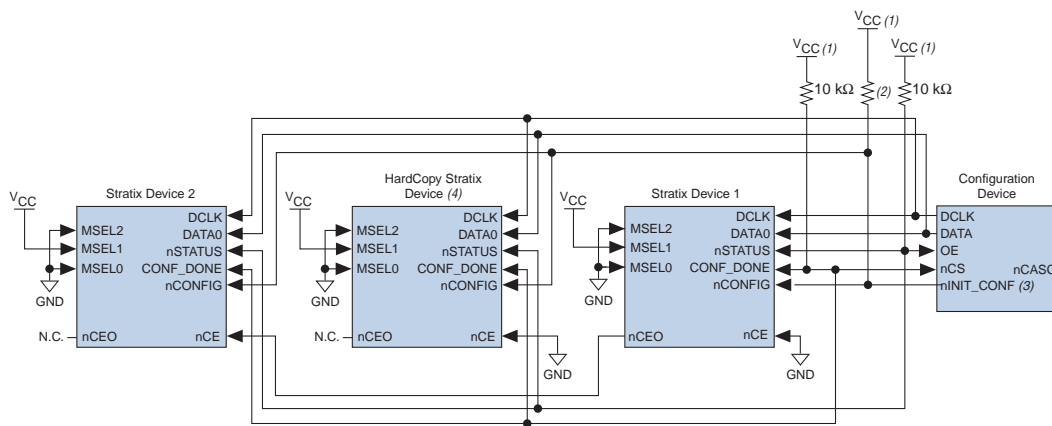 VCC (1)
VCC (1)
VCC (1)
10 kΩ
(2)
10 kΩ
Stratix Device 2
VCC
MSEL2
MSEL1
MSEL0
GND
DCLK
DATA0
nSTATUS
CONF_DONE
nCONFIG
N.C.
nCEO
nCE
HardCopy Stratix
Device (4)
VCC
MSEL2
MSEL1
MSEL0
GND
DCLK
DATA0
nSTATUS
CONF_DONE
nCONFIG
N.C.
nCEO
nCE
GND
Stratix Device 1
VCC
MSEL2
MSEL1
MSEL0
GND
DCLK
DATA0
nSTATUS
CONF_DONE
nCONFIG
nCEO
nCE
GND
Configuration
Device
DCLK
DATA
OE
nCS
nCASC
nINIT_CONF (3)